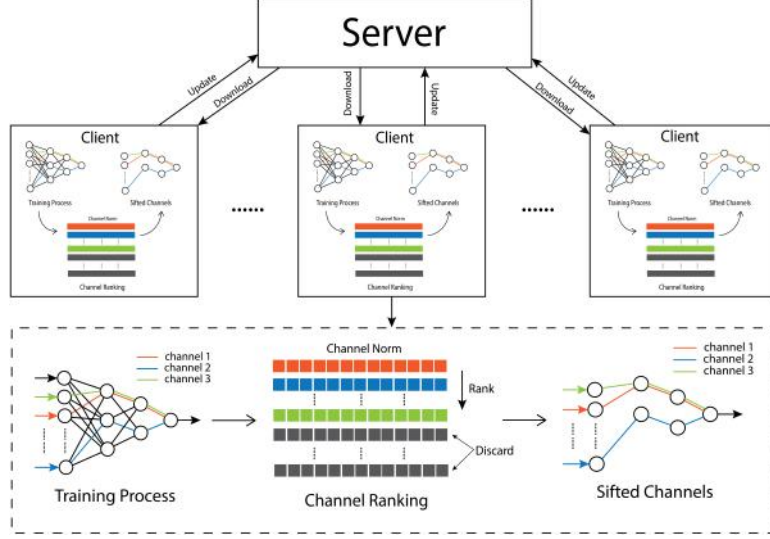 Server
Update
Download
Download
Update
Update
Download
Client
Training Process
Sifted Channels
Channel Norm
Channel Ranking
......
Client
Training Process
Sifted Channels
Channel Norm
Channel Ranking
......
Client
Training Process
Sifted Channels
Channel Norm
Channel Ranking
channel 1
channel 2
channel 3
Training Process
Channel Norm
Rank
Discard
Channel Ranking
channel 1
channel 2
channel 3
Sifted Channels